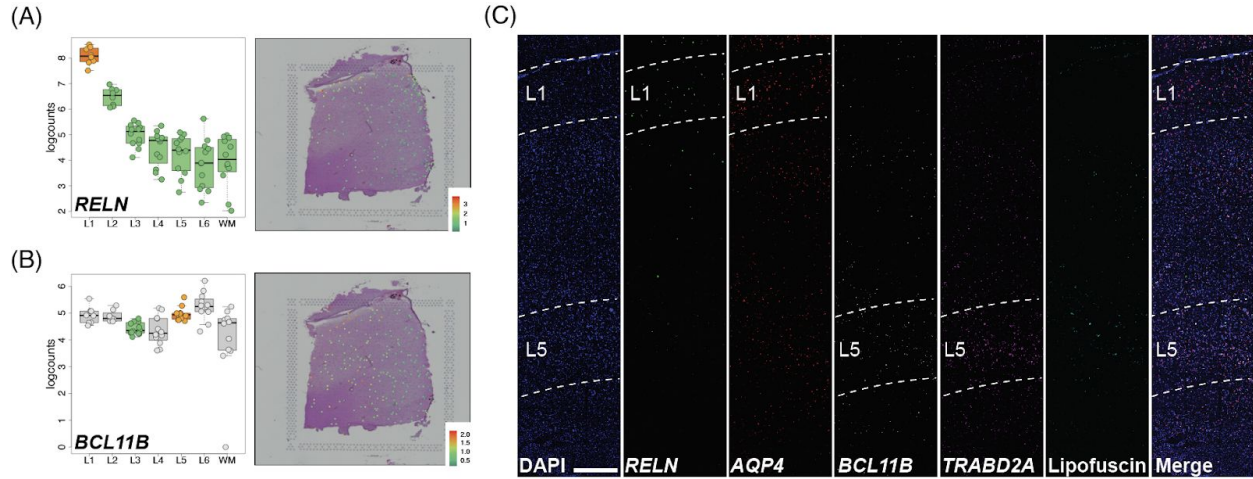 (A)
logcounts
8
7
6
5
4
3
2
RELN
L1 L2 L3 L4 L5 L6 WM
3
2
1
(B)
logcounts
6
5
4
3
2
1
0
BCL11B
L1 L2 L3 L4 L5 L6 WM
2.0
1.5
1.0
0.5
(C)
L1 L1 L1 L1
L5 L5 L5 L5
DAPI RELN AQP4 BCL11B TRABD2A Lipofuscin Merge